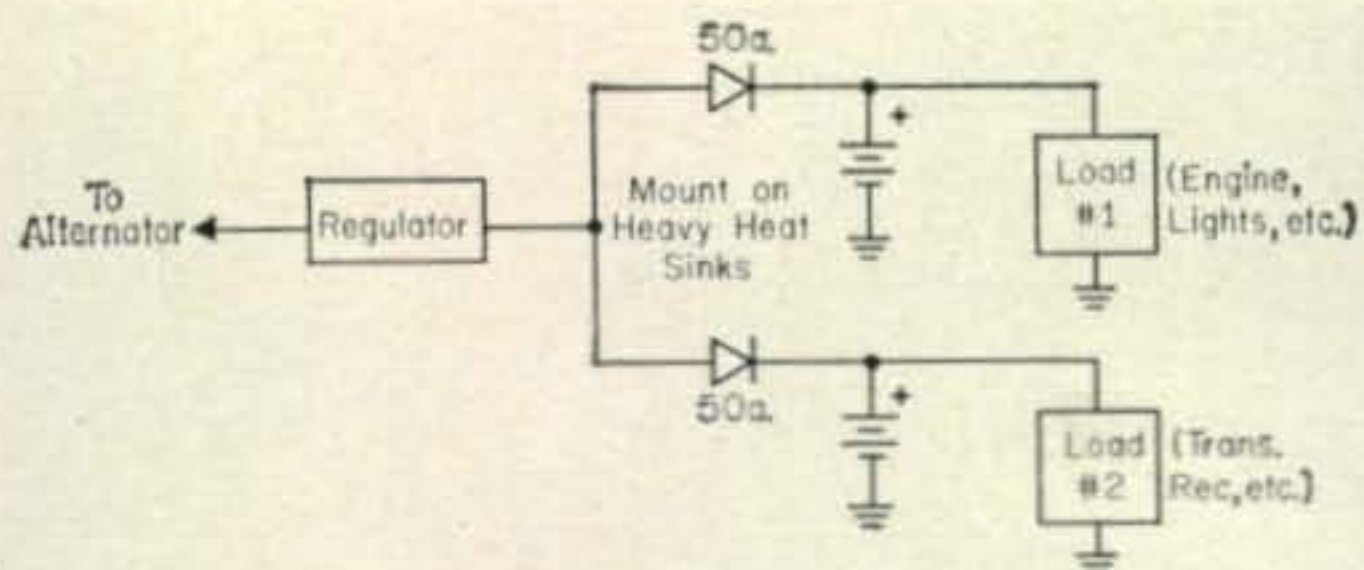 50a.
+
To
Alternator
Regulator
Mount on
Heavy Heat
Sinks
Load
#1
(Engine,
Lights, etc.)
50a.
+
Load
#2
(Trans.
Rec, etc.)